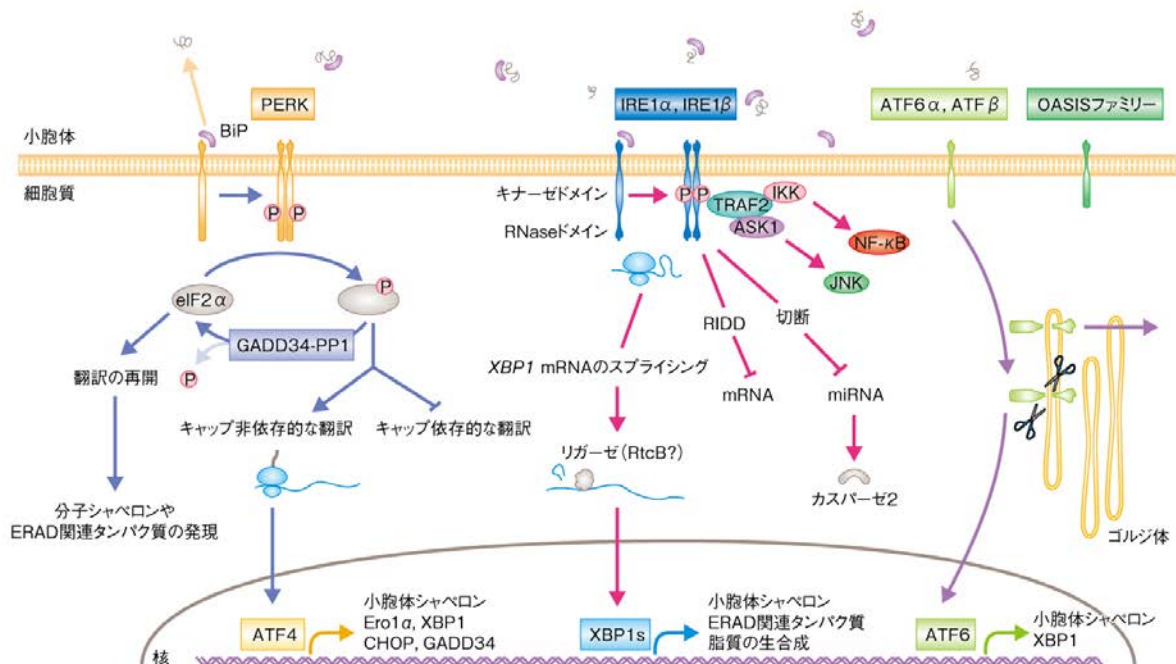 PERK
IRE1α, IRE1β
ATF6α, ATFβ
OASISファミリー
小胞体
BiP
細胞質
キナーゼドメイン
RNaseドメイン
P
P
P
P
TRAF2
IKK
ASK1
NF-κB
JNK
eIF2α
P
GADD34-PP1
P
翻訳の再開
RIDD
切断
XBP1 mRNAのスプライシング
mRNA
miRNA
キャップ非依存的な翻訳
キャップ依存的な翻訳
リガーゼ(RtcB?)
カスパーゼ2
分子シャペロンや
ERAD関連タンパク質の発現
ゴルジ体
ATF4
小胞体シャペロン
Ero1α, XBP1
CHOP, GADD34
XBP1s
小胞体シャペロン
ERAD関連タンパク質
脂質の生合成
ATF6
小胞体シャペロン
XBP1
核